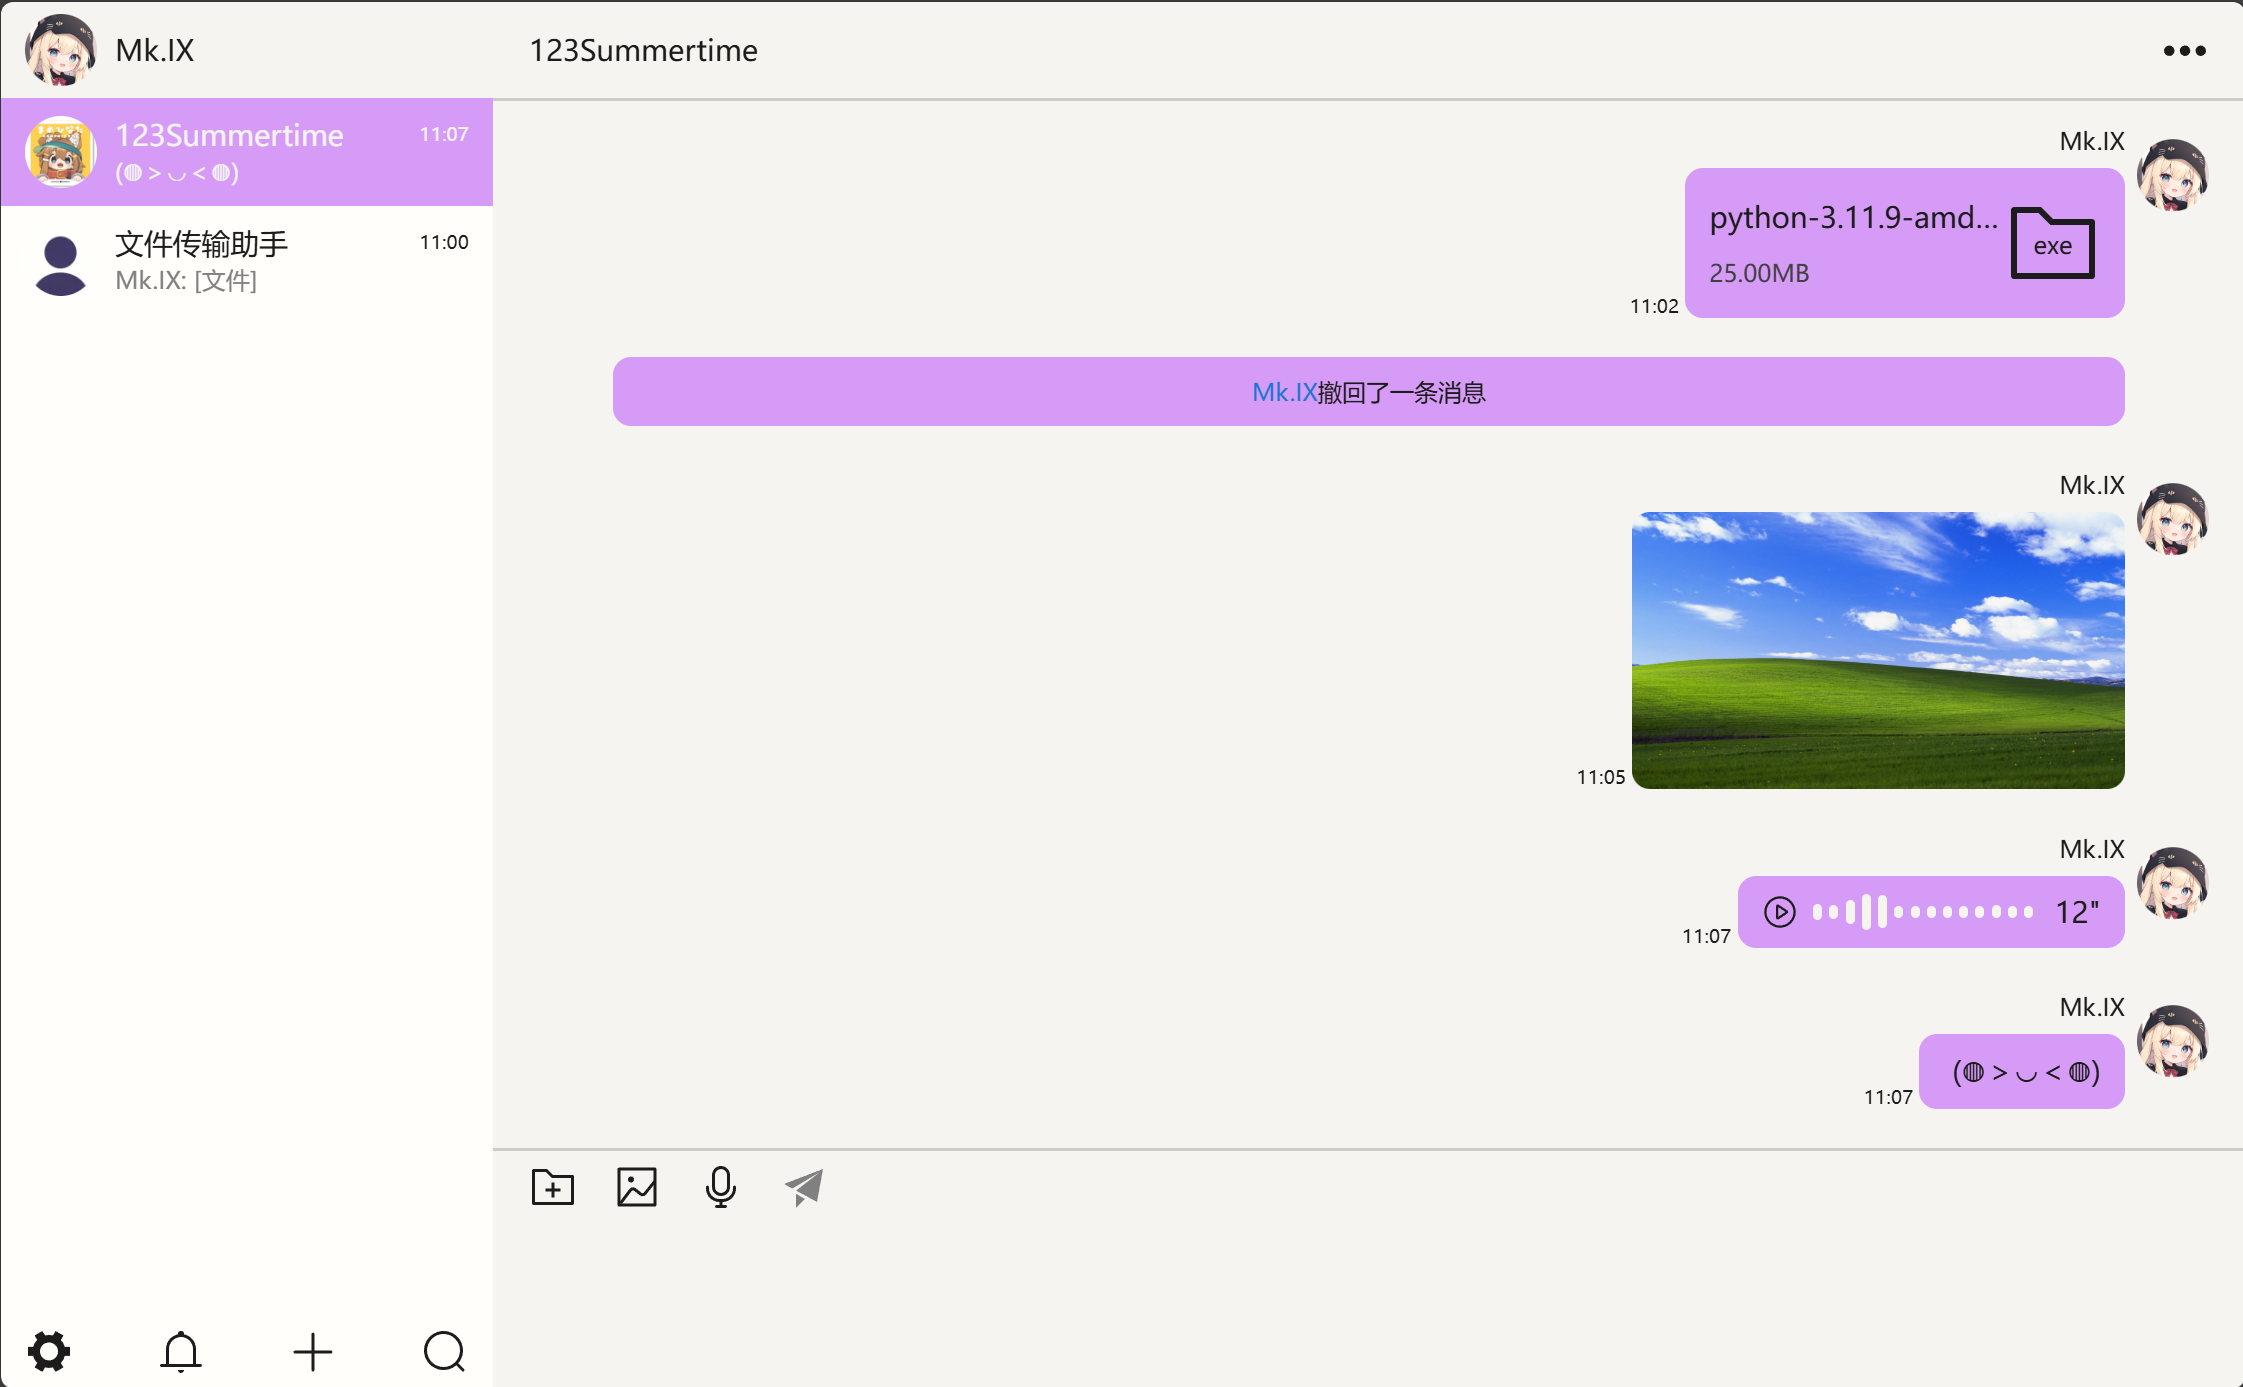 Mk.IX
123Summertime
11:07
(◍ > ◡ < ◍)
文件传输助手
11:00
Mk.IX: [文件]
123Summertime
Mk.IX
python-3.11.9-amd...
exe
25.00MB
11:02
Mk.IX撤回了一条消息
Mk.IX
11:05
Mk.IX
12"
11:07
Mk.IX
(◍ > ◡ < ◍)
11:07